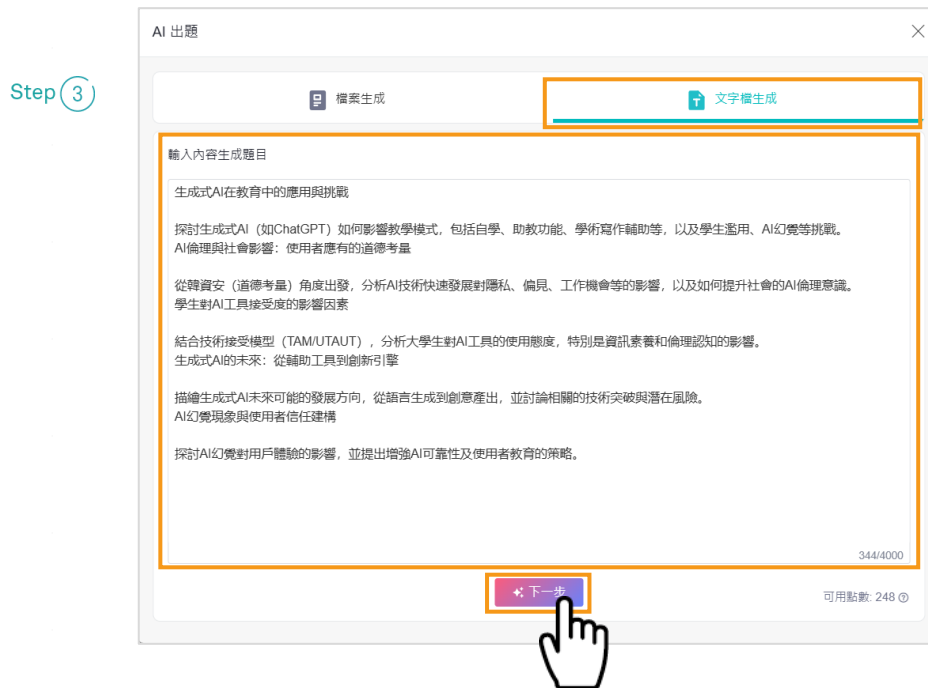 AI 出題
Step 3
檔案生成
文字檔生成
輸入內容生成題目
生成式AI在教育中的應用與挑戰
探討生成式AI（如ChatGPT）如何影響教學模式，包括自學、助教功能、學術寫作輔助等，以及學生濫用、AI幻覺等挑戰。
AI倫理與社會影響：使用者應有的道德考量
從韓資安（道德考量）角度出發，分析AI技術快速發展對隱私、偏見、工作機會等的影響，以及如何提升社會的AI倫理意識。
學生對AI工具接受度的影響因素
結合技術接受模型（TAM/UTAUT），分析大學生對AI工具的使用態度，特別是資訊素養和倫理認知的影響。
生成式AI的未來：從輔助工具到創新引擎
描繪生成式AI未來可能的發展方向，從語言生成到創意產出，並討論相關的技術突破與潛在風險。
AI幻覺現象與使用者信任建構
探討AI幻覺對用戶體驗的影響，並提出增強AI可靠性及使用者教育的策略。
344/4000
下一步
可用點數: 248